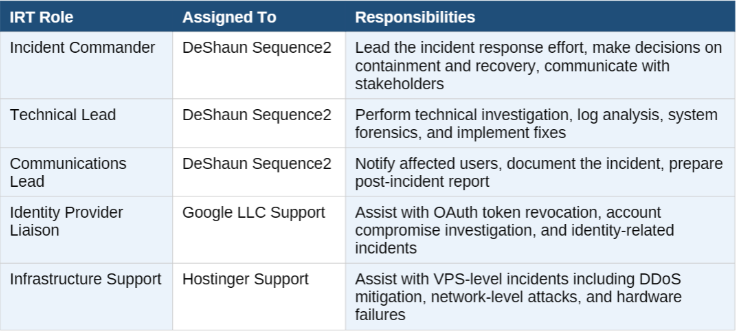 IRT Role Assigned To Responsibilities
Incident Commander DeShaun Sequence2 Lead the incident response effort, make decisions on
containment and recovery, communicate with
stakeholders
Technical Lead DeShaun Sequence2 Perform technical investigation, log analysis, system
forensics, and implement fixes
Communications DeShaun Sequence2 Notify affected users, document the incident, prepare
Lead post-incident report
Identity Provider Google LLC Support Assist with OAuth token revocation, account
Liaison compromise investigation, and identity-related
incidents
Infrastructure Support Hostinger Support Assist with VPS-level incidents including DDoS
mitigation, network-level attacks, and hardware
failures